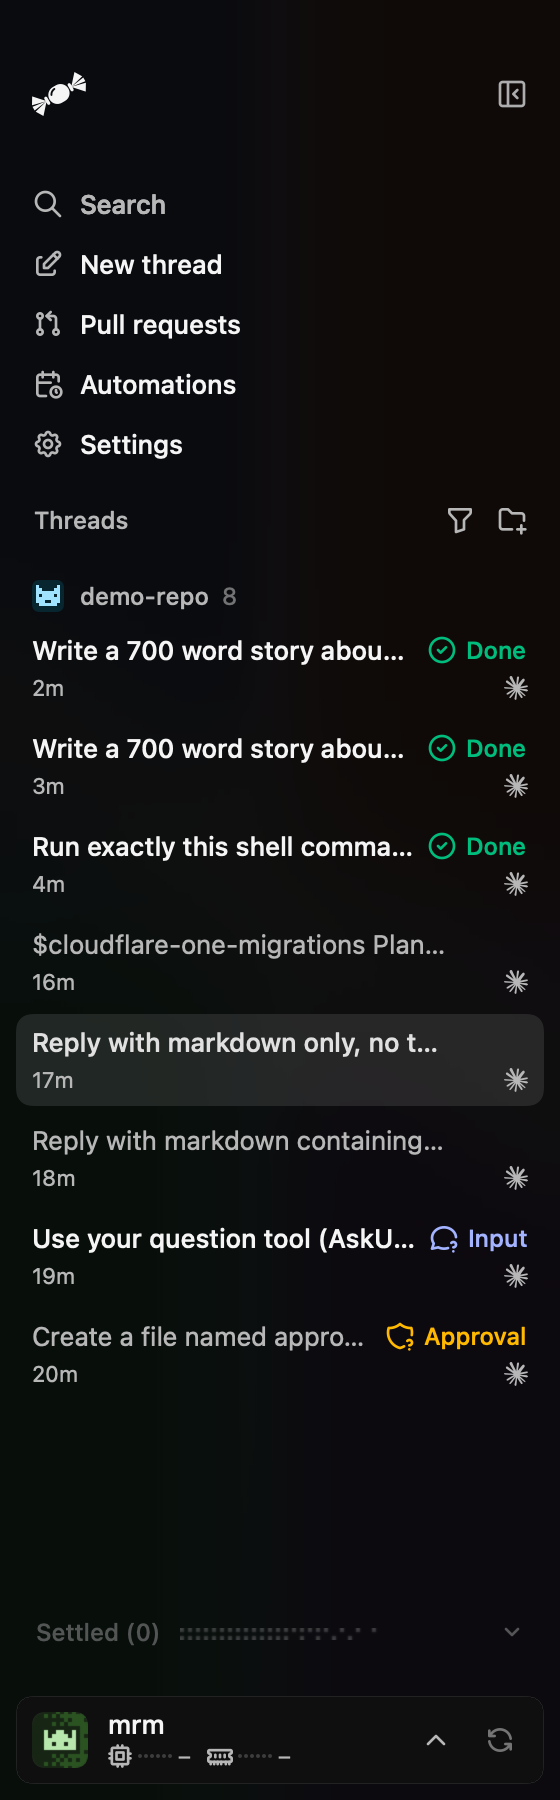 Search
New thread
Pull requests
Automations
Settings
Threads
demo-repo 8
Write a 700 word story abou... Done
2m
Write a 700 word story abou... Done
3m
Run exactly this shell comma... Done
4m
$cloudflare-one-migrations Plan...
16m
Reply with markdown only, no t...
17m
Reply with markdown containing...
18m
Use your question tool (AskU... Input
19m
Create a file named appro... Approval
20m
Settled (0)
mrm
– –